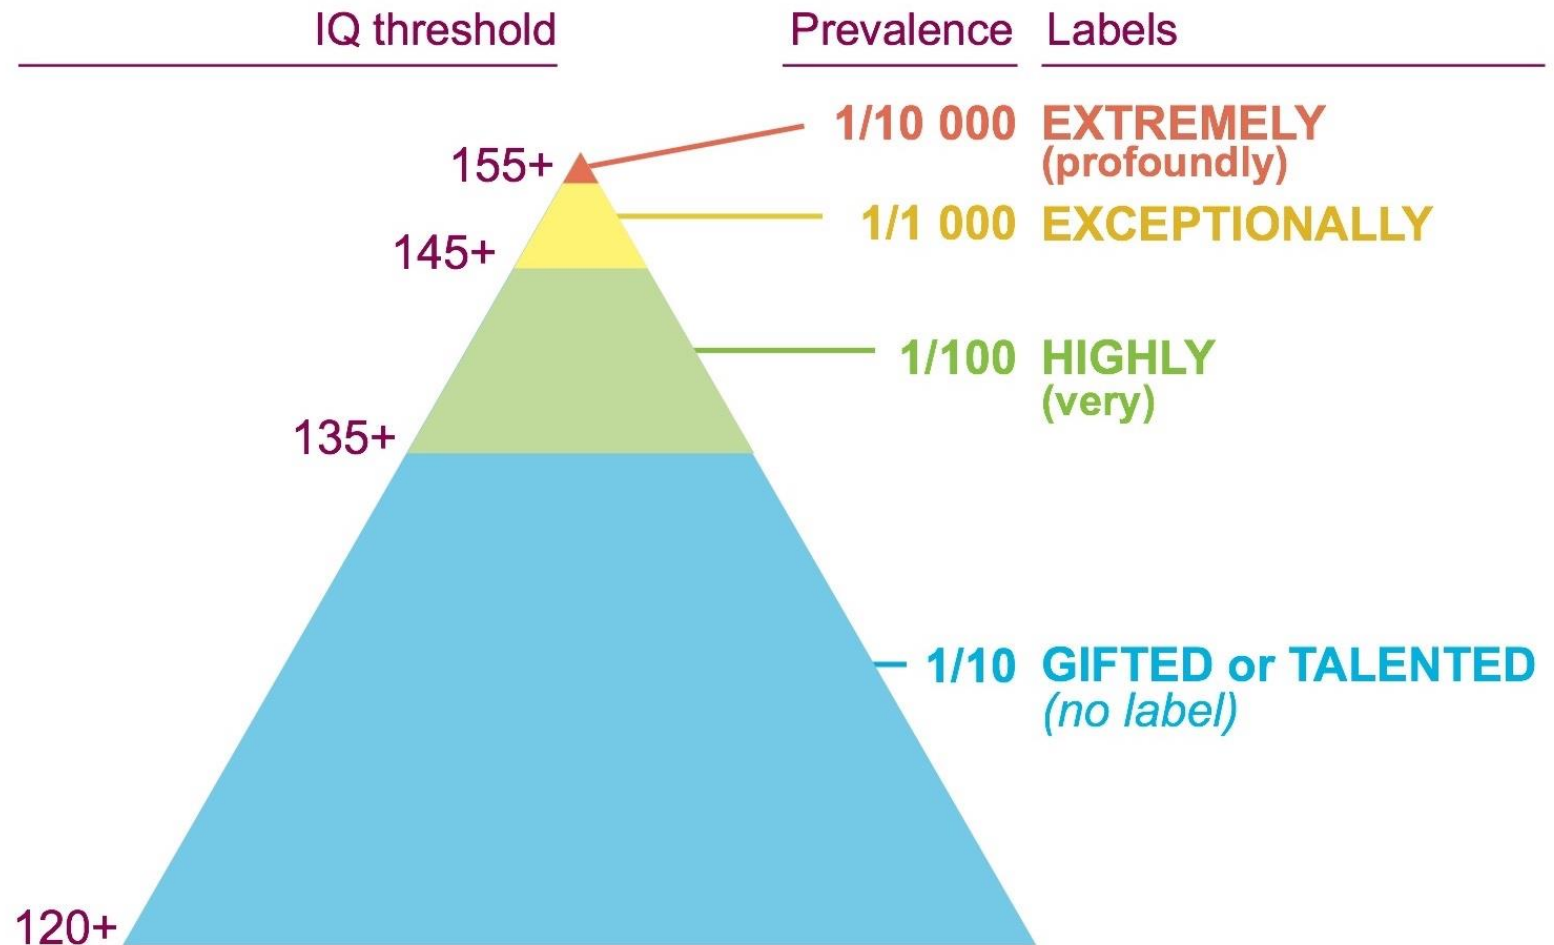 IQ threshold Prevalence Labels
155+ 1/10 000 EXTREMELY
(profoundly)
145+ 1/1 000 EXCEPTIONALLY
135+ 1/100 HIGHLY
(very)
120+ 1/10 GIFTED or TALENTED
(no label)